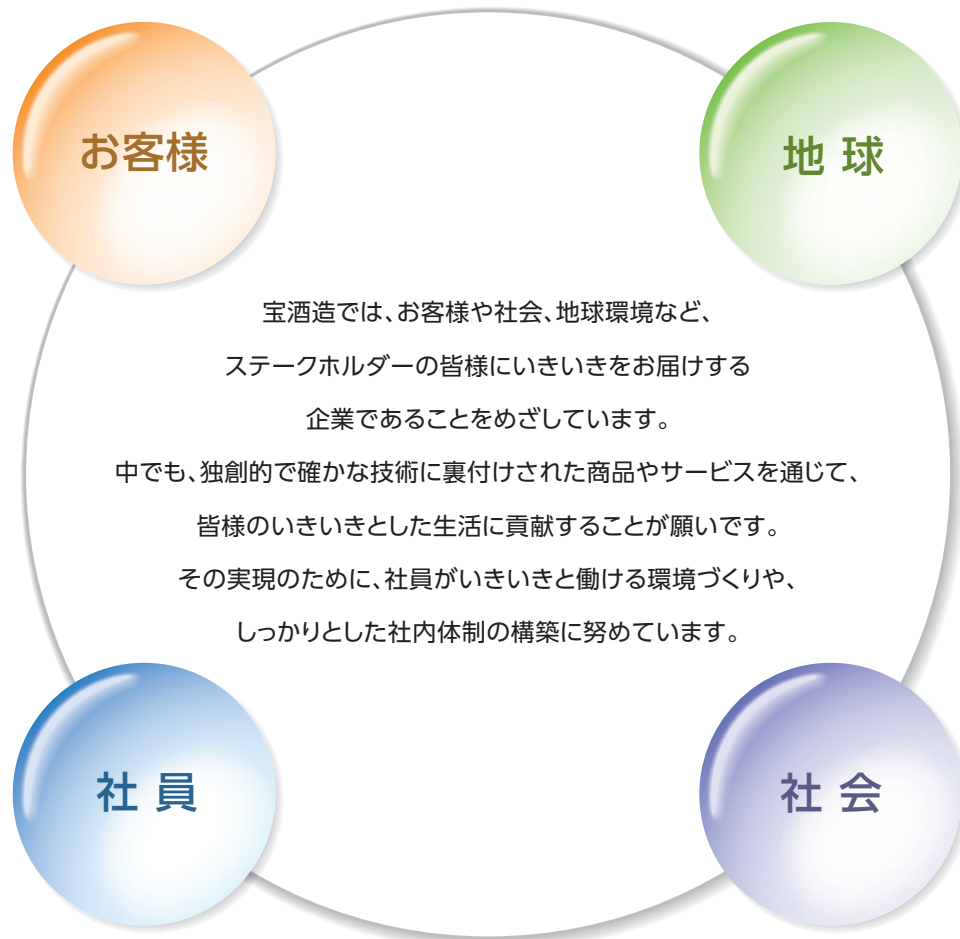 お客様
地球
宝酒造では、お客様や社会、地球環境など、
ステークホルダーの皆様にいきいきをお届けする
企業であることをめざしています。
中でも、独創的で確かな技術に裏付けされた商品やサービスを通じて、
皆様のいきいきとした生活に貢献することが願いです。
その実現のために、社員がいきいきと働ける環境づくりや、
しっかりとした社内体制の構築に努めています。
社員
社会